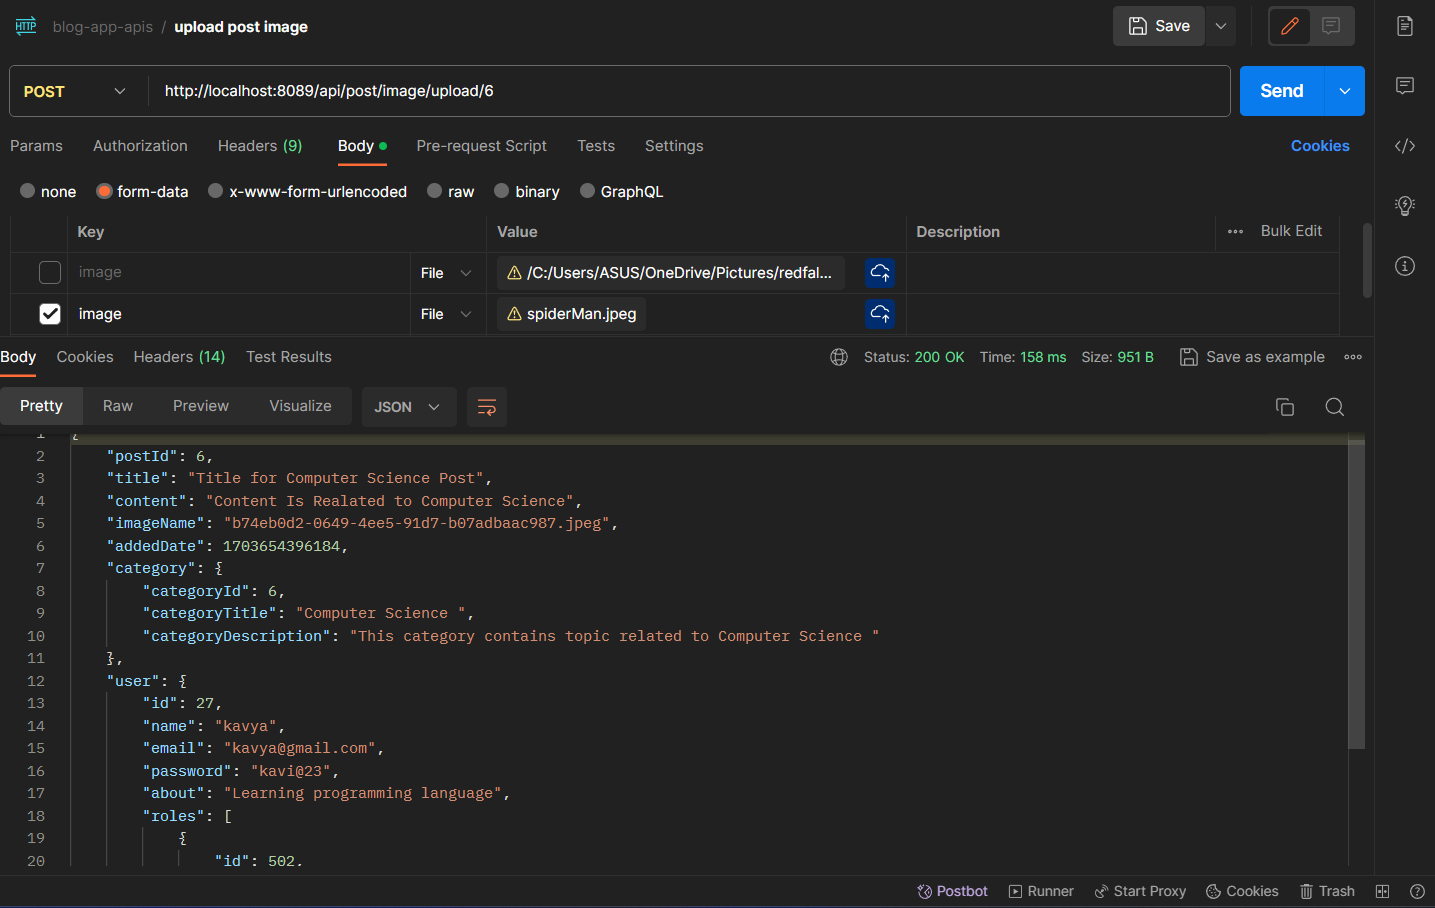 HTTP blog-app-apis / upload post image Save
POST http://localhost:8089/api/post/image/upload/6 Send
Params Authorization Headers (9) Body Pre-request Script Tests Settings Cookies
none form-data x-www-form-urlencoded raw binary GraphQL
Key Value Description Bulk Edit
image File /C:/Users/ASUS/OneDrive/Pictures/redfal...
image File spiderMan.jpeg
Body Cookies Headers (14) Test Results Status: 200 OK Time: 158 ms Size: 951 B Save as example
Pretty Raw Preview Visualize JSON
1 {
2 "postId": 6,
3 "title": "Title for Computer Science Post",
4 "content": "Content Is Realated to Computer Science",
5 "imageName": "b74eb0d2-0649-4ee5-91d7-b07adbaac987.jpeg",
6 "addedDate": 1703654396184,
7 "category": {
8 "categoryId": 6,
9 "categoryTitle": "Computer Science ",
10 "categoryDescription": "This category contains topic related to Computer Science "
11 },
12 "user": {
13 "id": 27,
14 "name": "kavya",
15 "email": "kavya@gmail.com",
16 "password": "kavi@23",
17 "about": "Learning programming language",
18 "roles": [
19 {
20 "id": 502,
Postbot Runner Start Proxy Cookies Trash